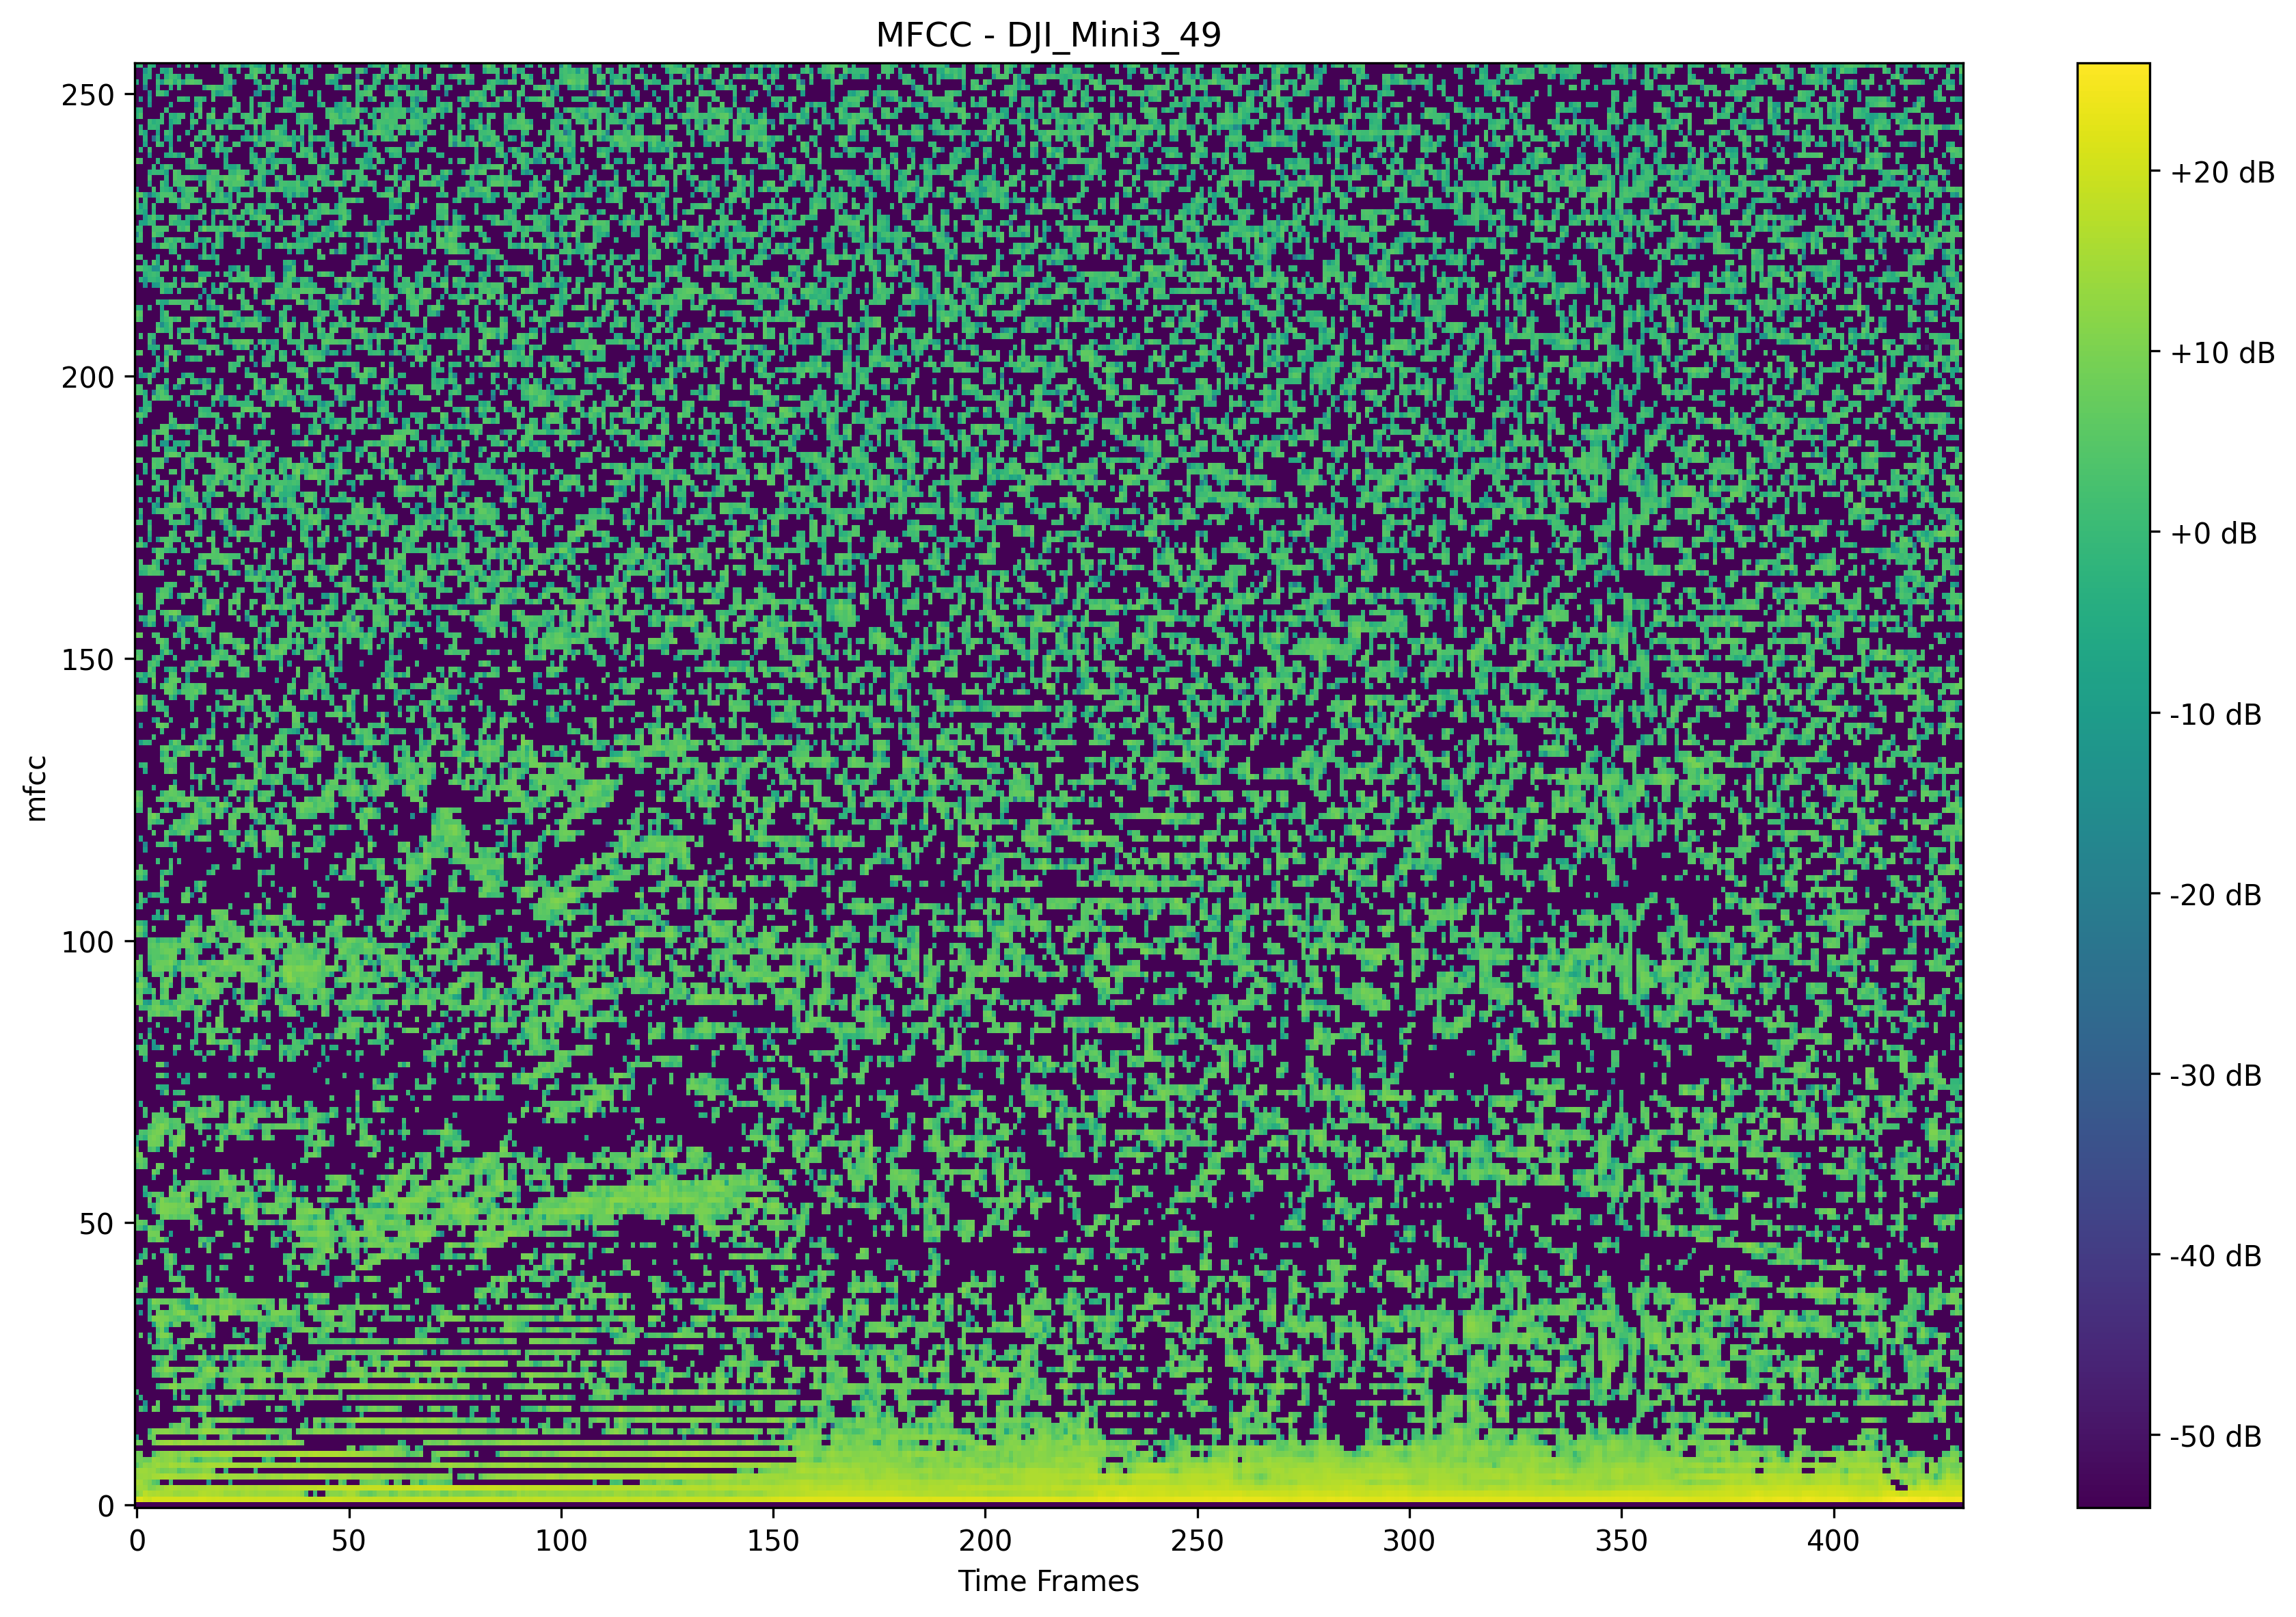 MFCC - DJI_Mini3_49
250
200
150
100
50
0
mfcc
0 50 100 150 200 250 300 350 400
Time Frames
+20 dB
+10 dB
+0 dB
-10 dB
-20 dB
-30 dB
-40 dB
-50 dB